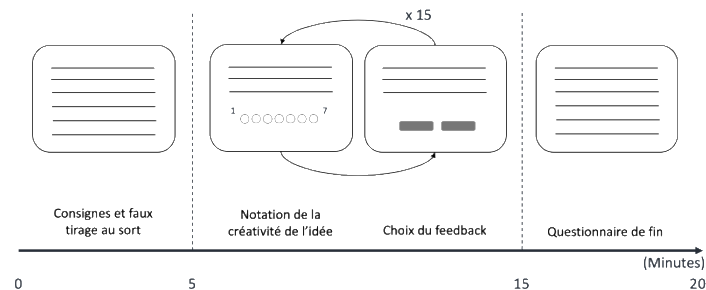 x 15
1
7
Consignes et faux
tirage au sort
Notation de la
créativité de l'idée
Choix du feedback
Questionnaire de fin
(Minutes)
0
5
15
20